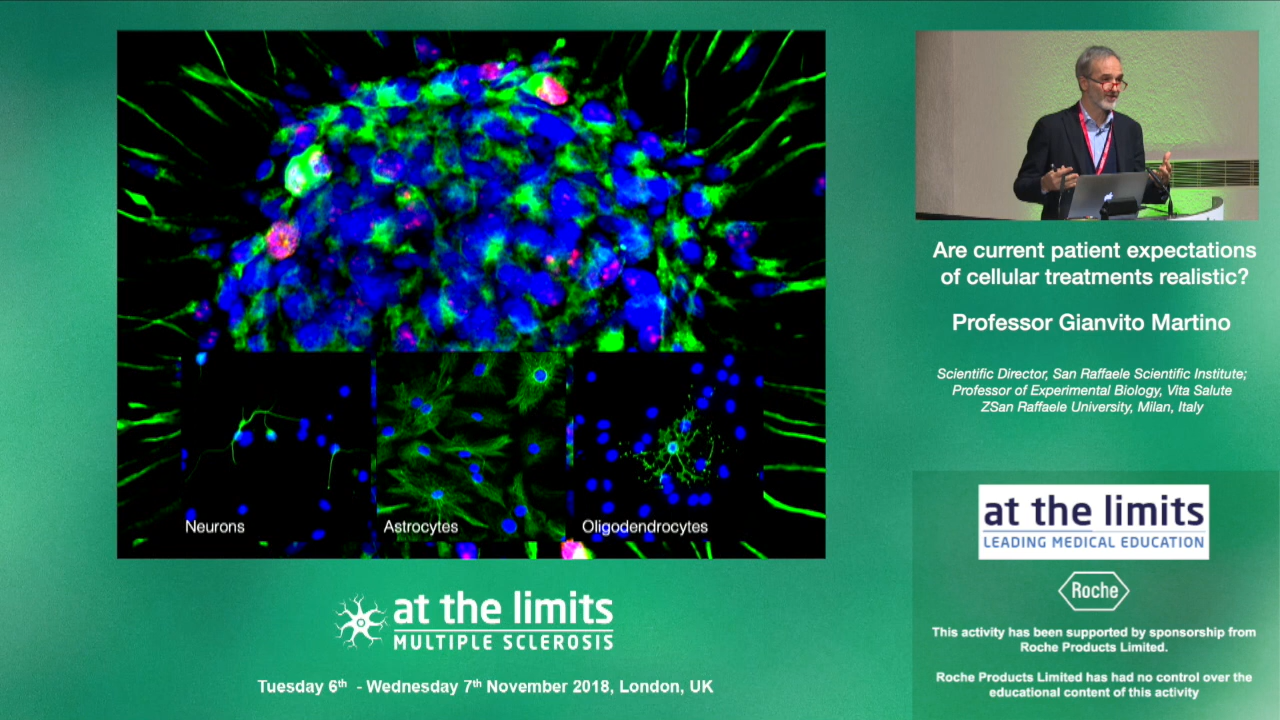 Neurons
Astrocytes
Oligodendrocytes
at the limits
MULTIPLE SCLEROSIS
Tuesday 6th - Wednesday 7th November 2018, London, UK
Are current patient expectations
of cellular treatments realistic?
Professor Gianvito Martino
Scientific Director, San Raffaele Scientific Institute;
Professor of Experimental Biology, Vita Salute
ZSan Raffaele University, Milan, Italy
at the limits
LEADING MEDICAL EDUCATION
Roche
This activity has been supported by sponsorship from
Roche Products Limited.
Roche Products Limited has had no control over the
educational content of this activity